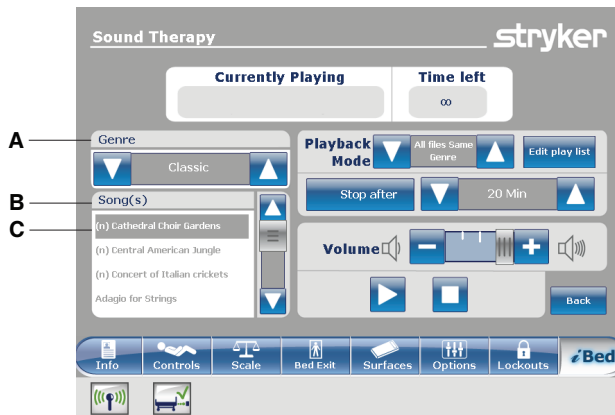 Sound Therapy
stryker
Currently Playing
Time left
∞
A
Genre
Classic
Playback
Mode
All files Same
Genre
Edit play list
Stop after
20 Min
B
Song(s)
C
(n) Cathedral Choir Gardens
(n) Central American Jungle
(n) Concert of Italian crickets
Adagio for Strings
Volume
Back
Info
Controls
Scale
Bed Exit
Surfaces
Options
Lockouts
iBed